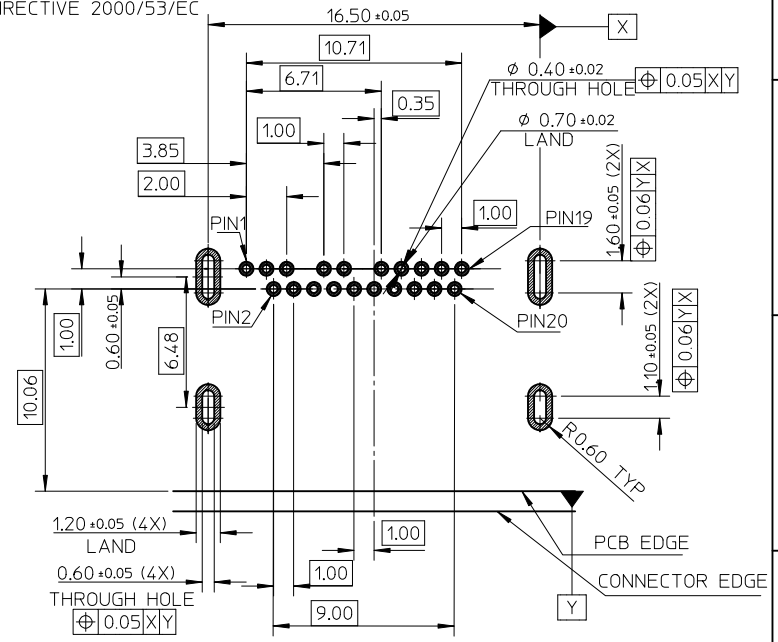 IRECTIVE 2000/53/EC
16.50 ±0.05
X
10.71
6.71
Ø 0.40 ±0.02
THROUGH HOLE
⌖ 0.05 X Y
0.35
Ø 0.70 ±0.02
LAND
1.00
3.85
2.00
1.00
PIN1
PIN19
1.60 ±0.05 (2X)
⌖ 0.06 Y X
1.00
0.60 ±0.05
6.48
PIN2
PIN20
1.10 ±0.05 (2X)
⌖ 0.06 Y X
10.06
R0.60 TYP
1.20 ±0.05 (4X)
LAND
1.00
PCB EDGE
0.60 ±0.05 (4X)
THROUGH HOLE
⌖ 0.05 X Y
1.00
CONNECTOR EDGE
9.00
Y